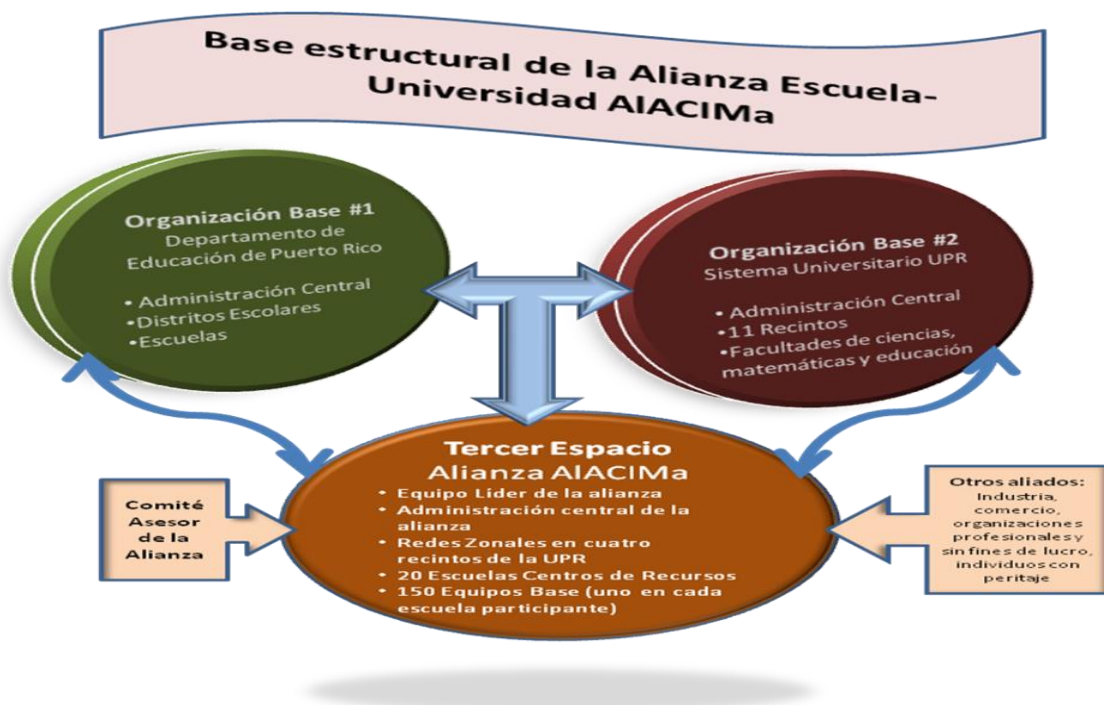 Base estructural de la Alianza Escuela-
Universidad AlACIMa
Organización Base #1
Departamento de
Educación de Puerto Rico
• Administración Central
•Distritos Escolares
•Escuelas
Organización Base #2
Sistema Universitario UPR
• Administración Central
•11 Recintos
•Facultades de ciencias,
matemáticas y educación
Tercer Espacio
Alianza AlACIMa
• Equipo Líder de la alianza
• Administración central de la
alianza
• Redes Zonales en cuatro
recintos de la UPR
• 20 Escuelas Centros de Recursos
• 150 Equipos Base (uno en cada
escuela participante)
Comité
Asesor
de la
Alianza
Otros aliados:
Industria,
comercio,
organizaciones
profesionales y
sin fines de lucro,
individuos con
peritaje